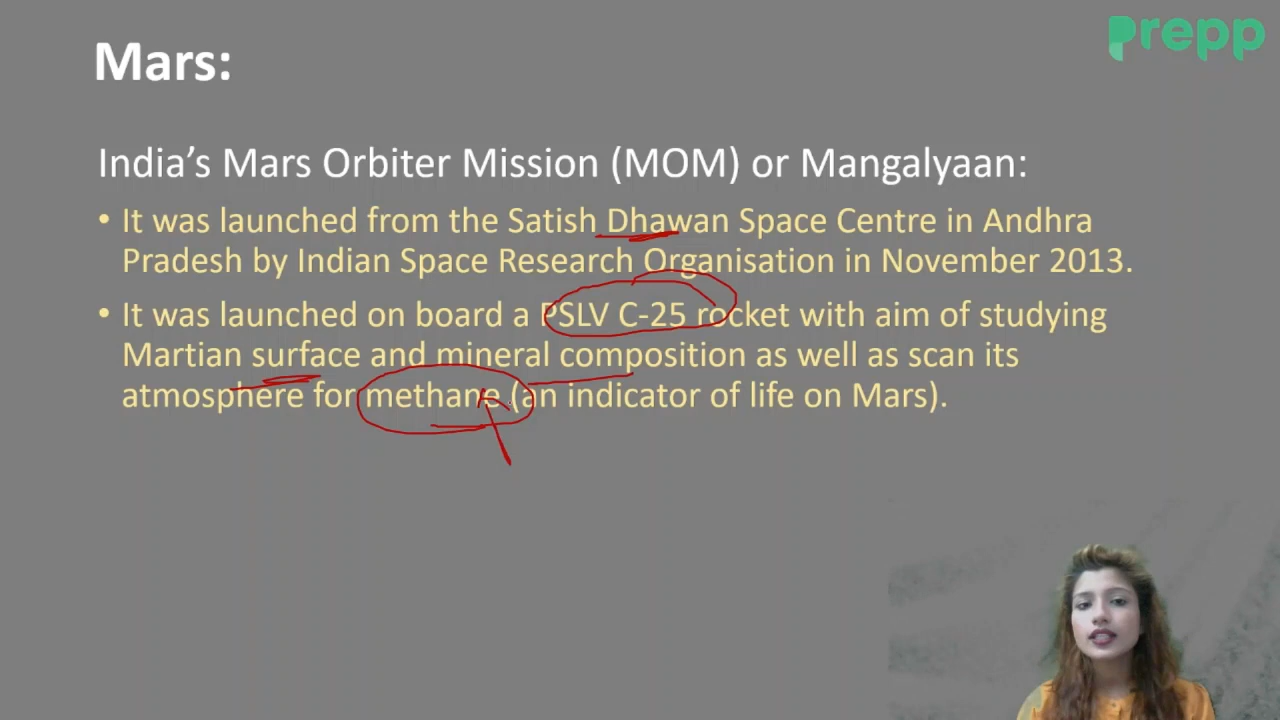 Prepp
Mars:
India’s Mars Orbiter Mission (MOM) or Mangalyaan:
• It was launched from the Satish Dhawan Space Centre in Andhra
Pradesh by Indian Space Research Organisation in November 2013.
• It was launched on board a PSLV C-25 rocket with aim of studying
Martian surface and mineral composition as well as scan its
atmosphere for methane (an indicator of life on Mars).